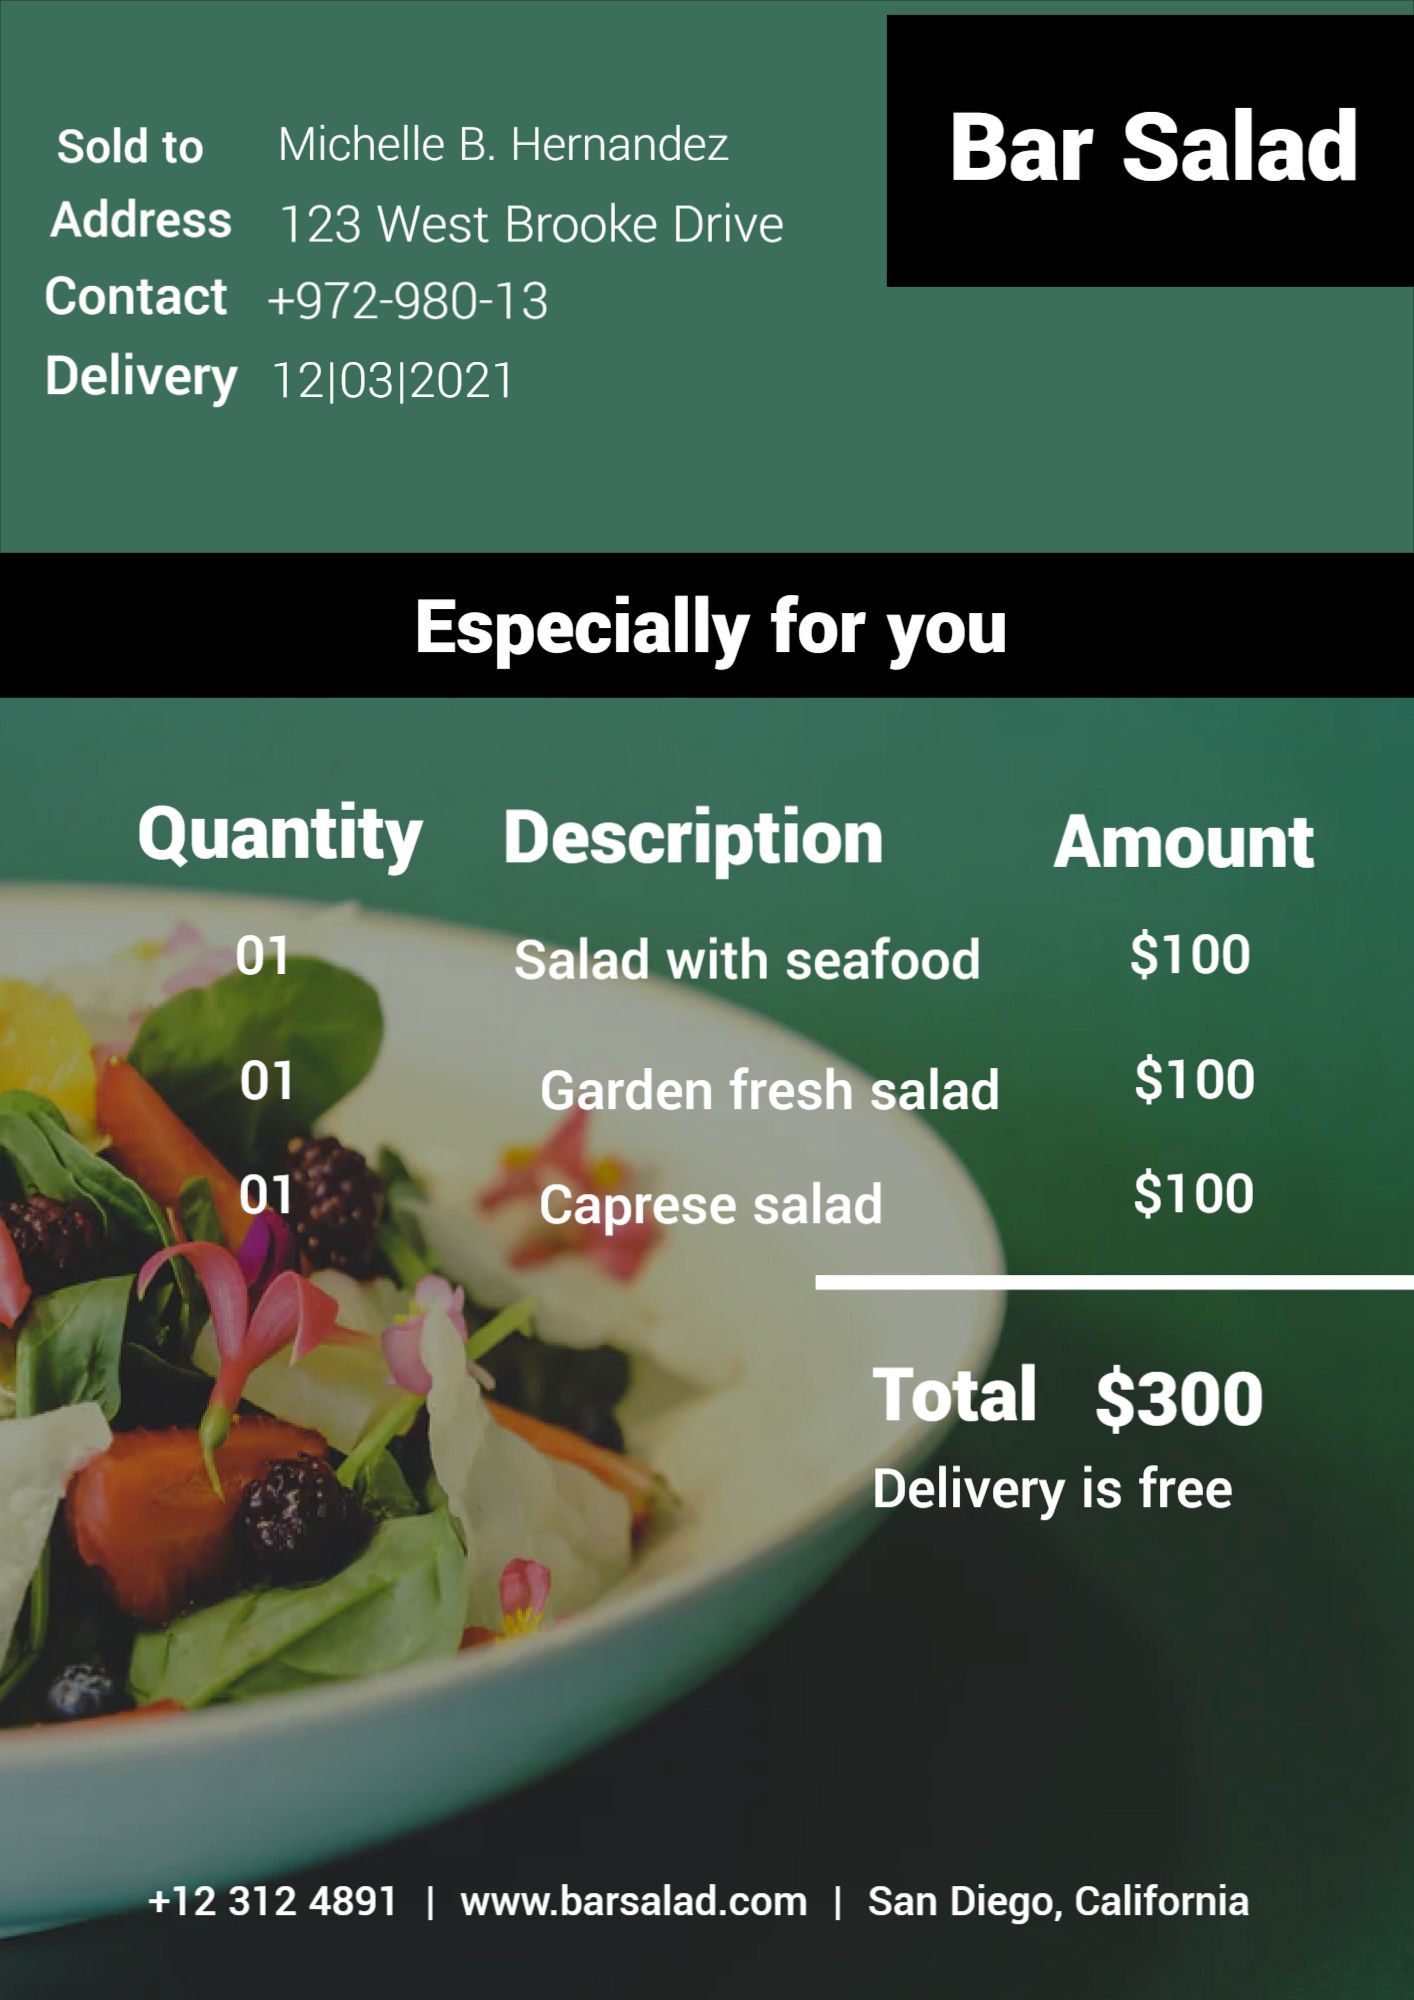 Bar Salad
Sold to Michelle B. Hernandez
Address 123 West Brooke Drive
Contact +972-980-13
Delivery 12|03|2021
Especially for you
Quantity Description Amount
01 Salad with seafood $100
01 Garden fresh salad $100
01 Caprese salad $100
Total $300
Delivery is free
+12 312 4891 | www.barsalad.com | San Diego, California